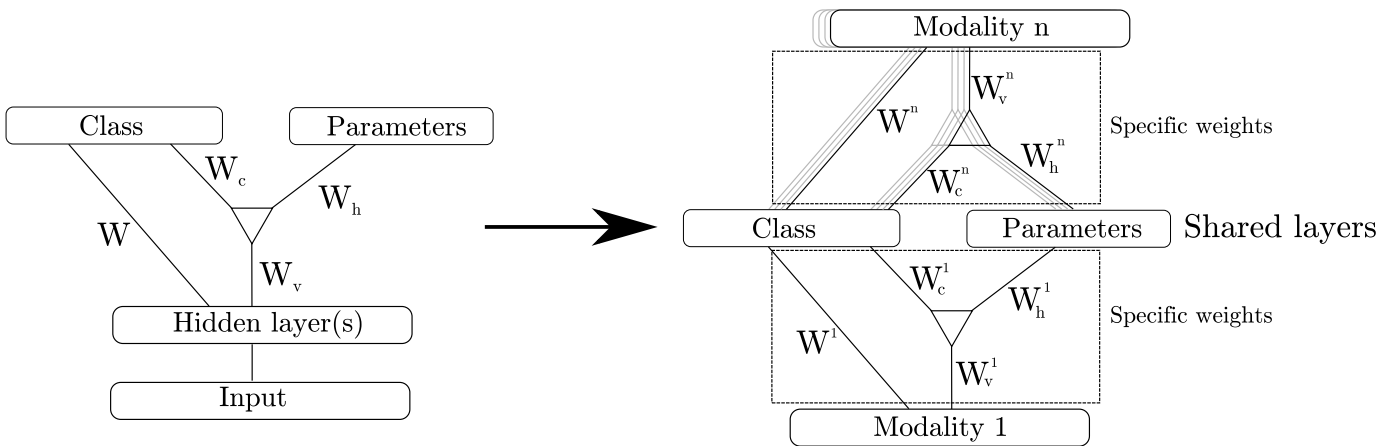 Class
Parameters
W_c
W_h
W
W_v
Hidden layer(s)
Input
Modality n
W_v^n
W^n
Specific weights
W_h^n
W_c^n
Class
Parameters
Shared layers
W_c^1
W_h^1
Specific weights
W^1
W_v^1
Modality 1